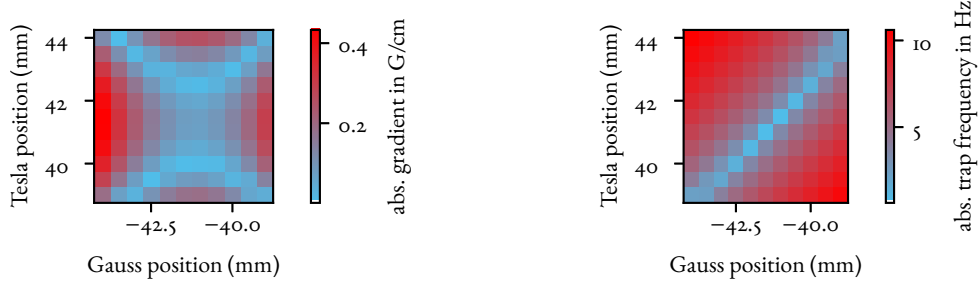 44
42
40
Tesla position (mm)
−42.5 −40.0
Gauss position (mm)
0.4
0.2
abs. gradient in G/cm
44
42
40
Tesla position (mm)
−42.5 −40.0
Gauss position (mm)
10
5
abs. trap frequency in Hz